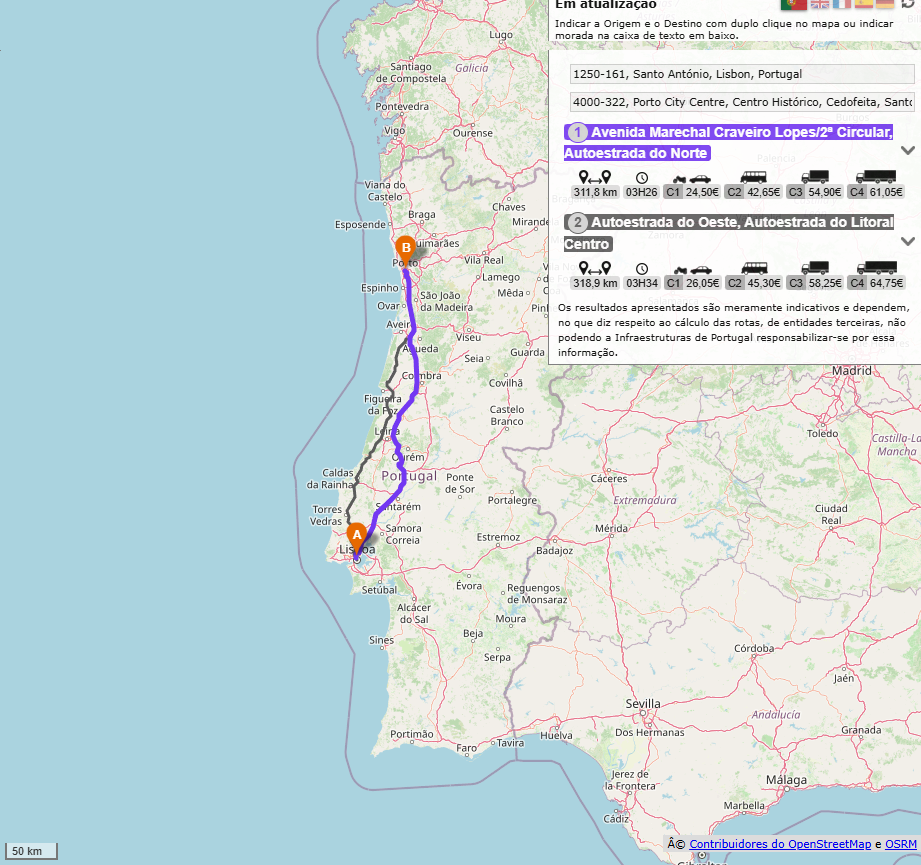 Em atualização
Indicar a Origem e o Destino com duplo clique no mapa ou indicar
morada na caixa de texto em baixo.
1250-161, Santo António, Lisbon, Portugal
4000-322, Porto City Centre, Centro Histórico, Cedofeita, Santo
1 Avenida Marechal Craveiro Lopes/2ª Circular,
Autoestrada do Norte
311,8 km 03H26 C1 24,50€ C2 42,65€ C3 54,90€ C4 61,05€
2 Autoestrada do Oeste, Autoestrada do Litoral
Centro
318,9 km 03H34 C1 26,05€ C2 45,30€ C3 58,25€ C4 64,75€
Os resultados apresentados são meramente indicativos e dependem,
no que diz respeito ao cálculo das rotas, de entidades terceiras, não
podendo a Infraestruturas de Portugal responsabilizar-se por essa
informação.
Lugo
Santiago
de Compostela
Galicia
Pontevedra
Vigo
Ourense
Viana do
Castelo
Chaves
Braga
Esposende
Guimarães
B
Vila Real
Porto
Lamego
Espinho
São João
da Madeira
Mêda
Ovar
Aveiro
Viseu
Águeda
Seia
Guarda
Coimbra
Covilhã
Madrid
Figueira
da Foz
Castelo
Branco
Leiria
Toledo
Castilla-La
Mancha
Ourém
Caldas
da Rainha
Portugal
Ponte
de Sor
Cáceres
Portalegre
Extremadura
Santarém
Torres
Vedras
Ciudad
Real
Samora
Correia
Mérida
A
Estremoz
Lisboa
Badajoz
Setúbal
Évora
Reguengos
de Monsaraz
Alcácer
do Sal
Moura
Sines
Beja
Serpa
Córdoba
Jaén
Sevilla
Andalucía
Dos Hermanas
Granada
Portimão
Faro
Tavira
Huelva
Jerez de
la Frontera
Málaga
Marbella
Cádiz
50 km
Â© Contribuidores do OpenStreetMap e OSRM